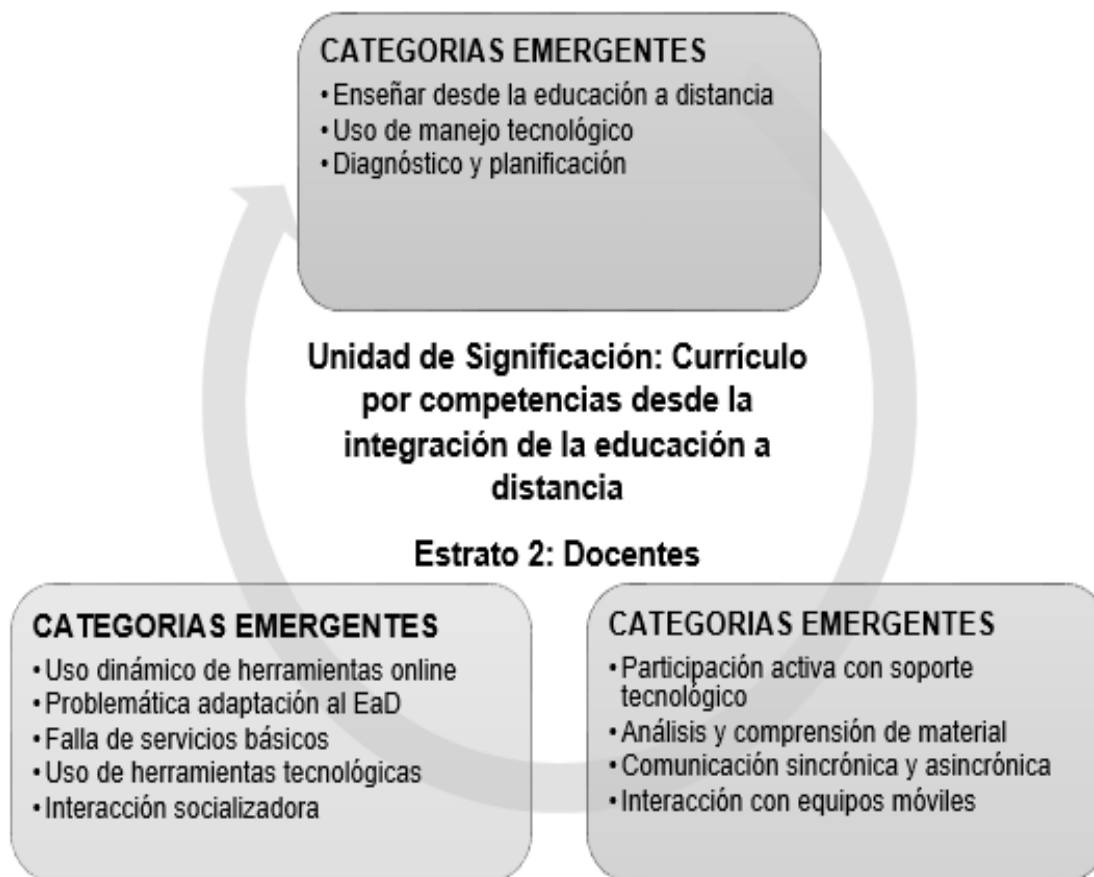 CATEGORIAS EMERGENTES
• Enseñar desde la educación a distancia
• Uso de manejo tecnológico
• Diagnóstico y planificación
Unidad de Significación: Currículo
por competencias desde la
integración de la educación a
distancia
Estrato 2: Docentes
CATEGORIAS EMERGENTES
• Uso dinámico de herramientas online
• Problemática adaptación al EaD
• Falla de servicios básicos
• Uso de herramientas tecnológicas
• Interacción socializadora
CATEGORIAS EMERGENTES
• Participación activa con soporte
tecnológico
• Análisis y comprensión de material
• Comunicación sincrónica y asincrónica
• Interacción con equipos móviles